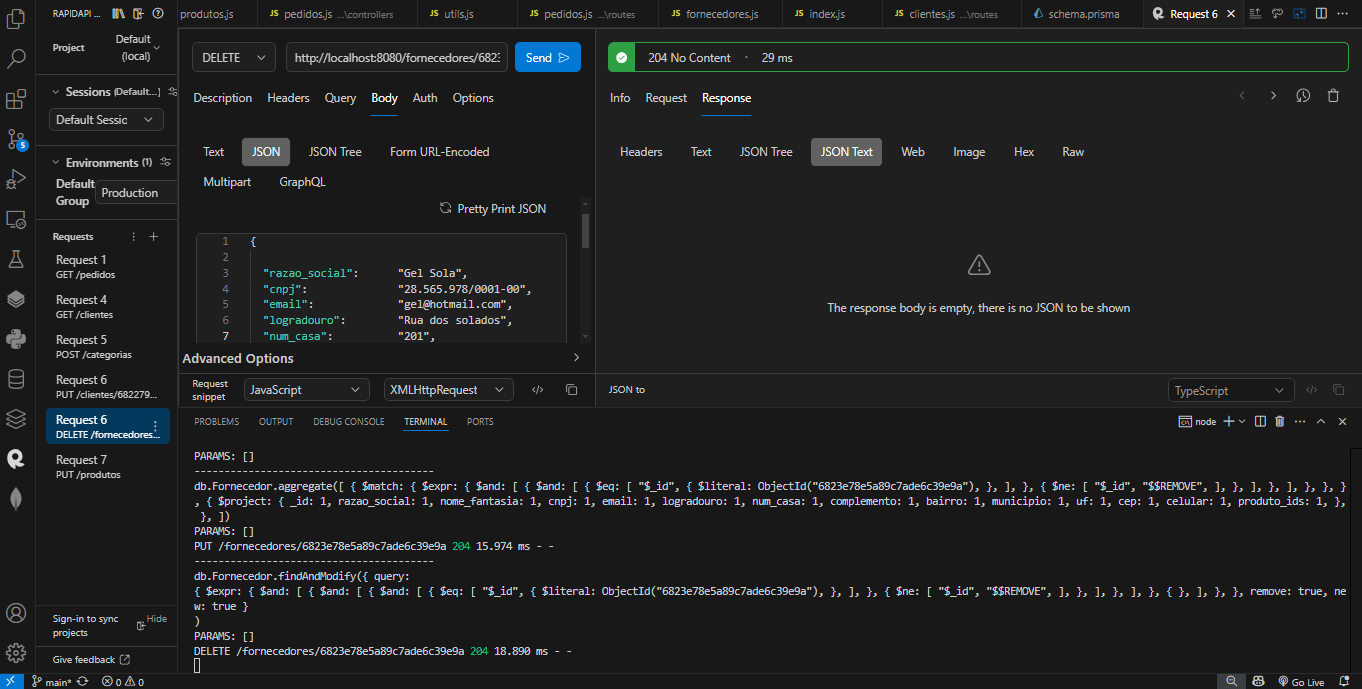 RAPIDAPI ...
produtos.js
JS pedidos.js ...\controllers
JS utils.js
JS pedidos.js ...\routes
JS fornecedores.js
JS index.js
JS clientes.js ...\routes
schema.prisma
Request 6
Project
Default (local)
Sessions (Default...)
Default Sessic
Environments (1)
Default Group
Production
Requests
Request 1
GET /pedidos
Request 4
GET /clientes
Request 5
POST /categorias
Request 6
PUT /clientes/682279...
Request 6
DELETE /fornecedores...
Request 7
PUT /produtos
Sign-in to sync projects
Hide
Give feedback
5
DELETE
http://localhost:8080/fornecedores/6823
Send
Description
Headers
Query
Body
Auth
Options
Text
JSON
JSON Tree
Form URL-Encoded
Multipart
GraphQL
Pretty Print JSON
1 {
2
3 "razao_social": "Gel Sola",
4 "cnpj": "28.565.978/0001-00",
5 "email": "gel@hotmail.com",
6 "logradouro": "Rua dos solados",
7 "num_casa": "201",
Advanced Options
Request snippet
JavaScript
XMLHttpRequest
204 No Content · 29 ms
Info
Request
Response
Headers
Text
JSON Tree
JSON Text
Web
Image
Hex
Raw
The response body is empty, there is no JSON to be shown
JSON to
TypeScript
PROBLEMS
OUTPUT
DEBUG CONSOLE
TERMINAL
PORTS
node
PARAMS: []
----------------------------------------
db.Fornecedor.aggregate([ { $match: { $expr: { $and: [ { $and: [ { $eq: [ "$_id", { $literal: ObjectId("6823e78e5a89c7ade6c39e9a"), }, ], }, { $ne: [ "$_id", "$$REMOVE", ], }, ], }, ], }, }, }
, { $project: { _id: 1, razao_social: 1, nome_fantasia: 1, cnpj: 1, email: 1, logradouro: 1, num_casa: 1, complemento: 1, bairro: 1, municipio: 1, uf: 1, cep: 1, celular: 1, produto_ids: 1, },
}, ])
PARAMS: []
PUT /fornecedores/6823e78e5a89c7ade6c39e9a 204 15.974 ms - -
----------------------------------------
db.Fornecedor.findAndModify({ query:
{ $expr: { $and: [ { $and: [ { $and: [ { $eq: [ "$_id", { $literal: ObjectId("6823e78e5a89c7ade6c39e9a"), }, ], }, { $ne: [ "$_id", "$$REMOVE", ], }, ], }, ], }, { }, ], }, }, remove: true, ne
w: true }
)
PARAMS: []
DELETE /fornecedores/6823e78e5a89c7ade6c39e9a 204 18.890 ms - -
main*
0
0
Go Live